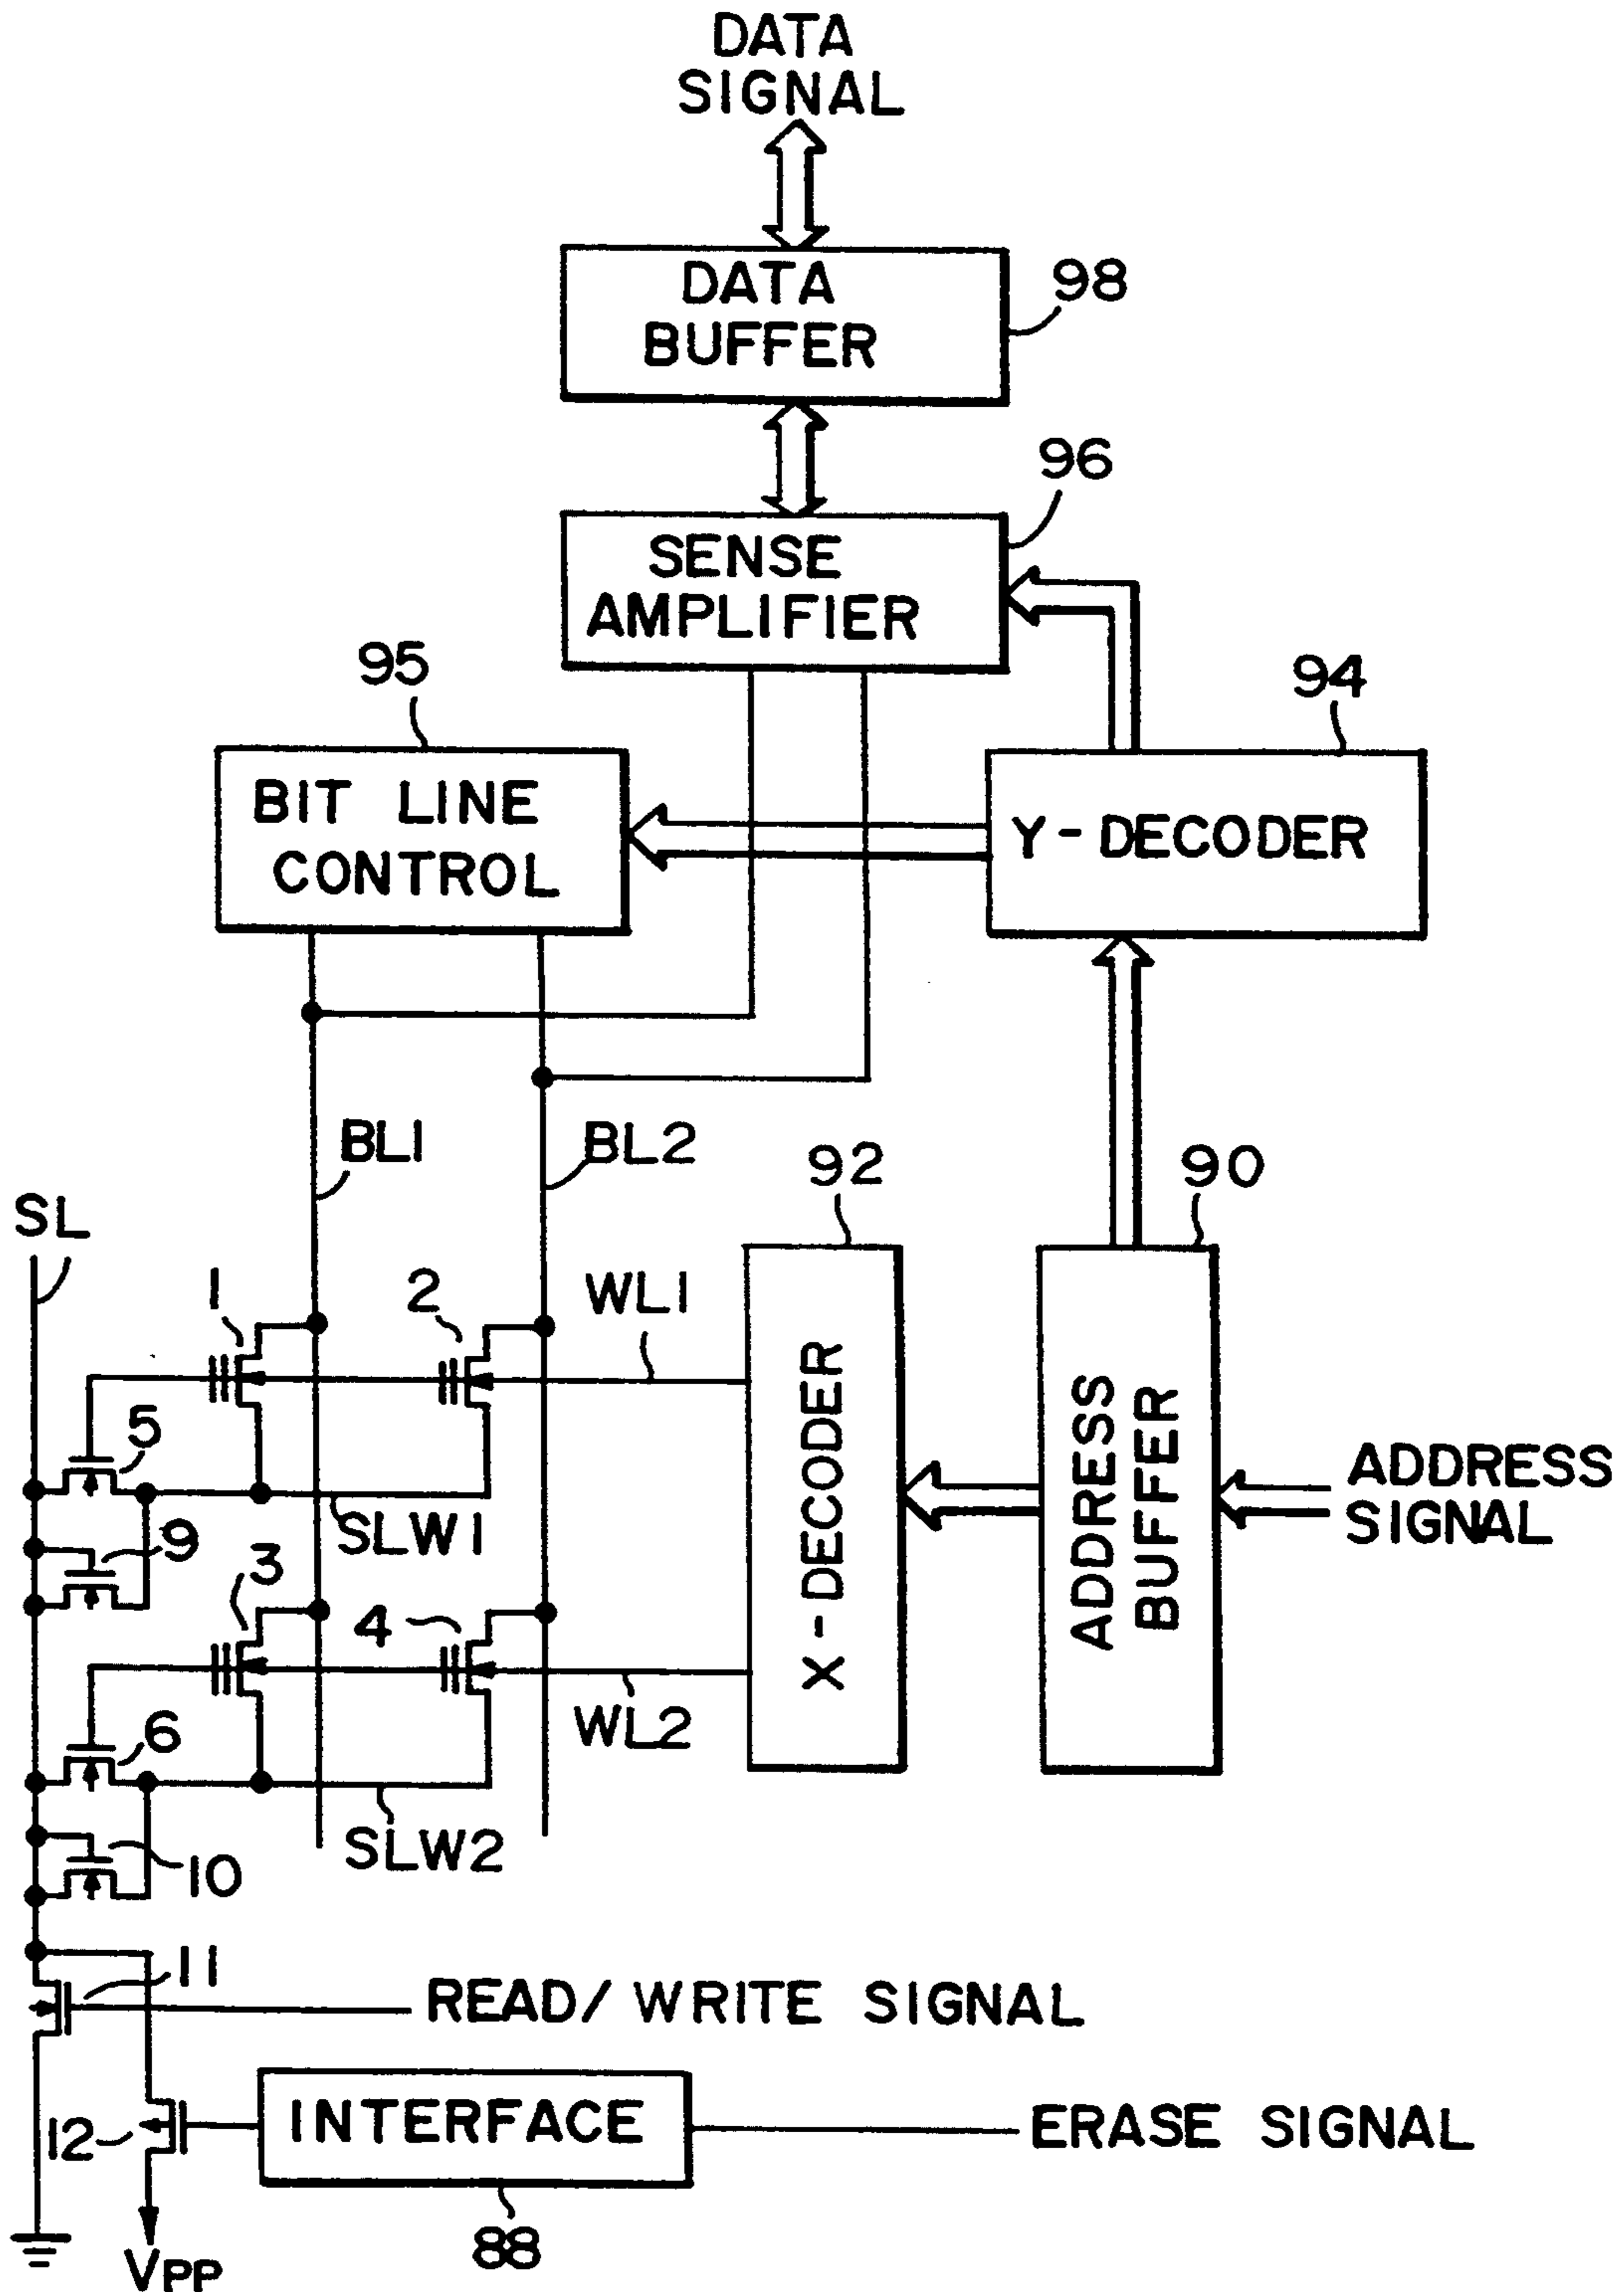 DATA
SIGNAL
DATA
BUFFER
98
96
SENSE
AMPLIFIER
95
94
BIT LINE
CONTROL
Y-DECODER
BL1
BL2
92
90
SL
1
2
WL1
X-DECODER
ADDRESS
BUFFER
5
ADDRESS
SIGNAL
SLW1
9
3
4
WL2
6
SLW2
10
11
READ/WRITE SIGNAL
12
INTERFACE
ERASE SIGNAL
88
VPP